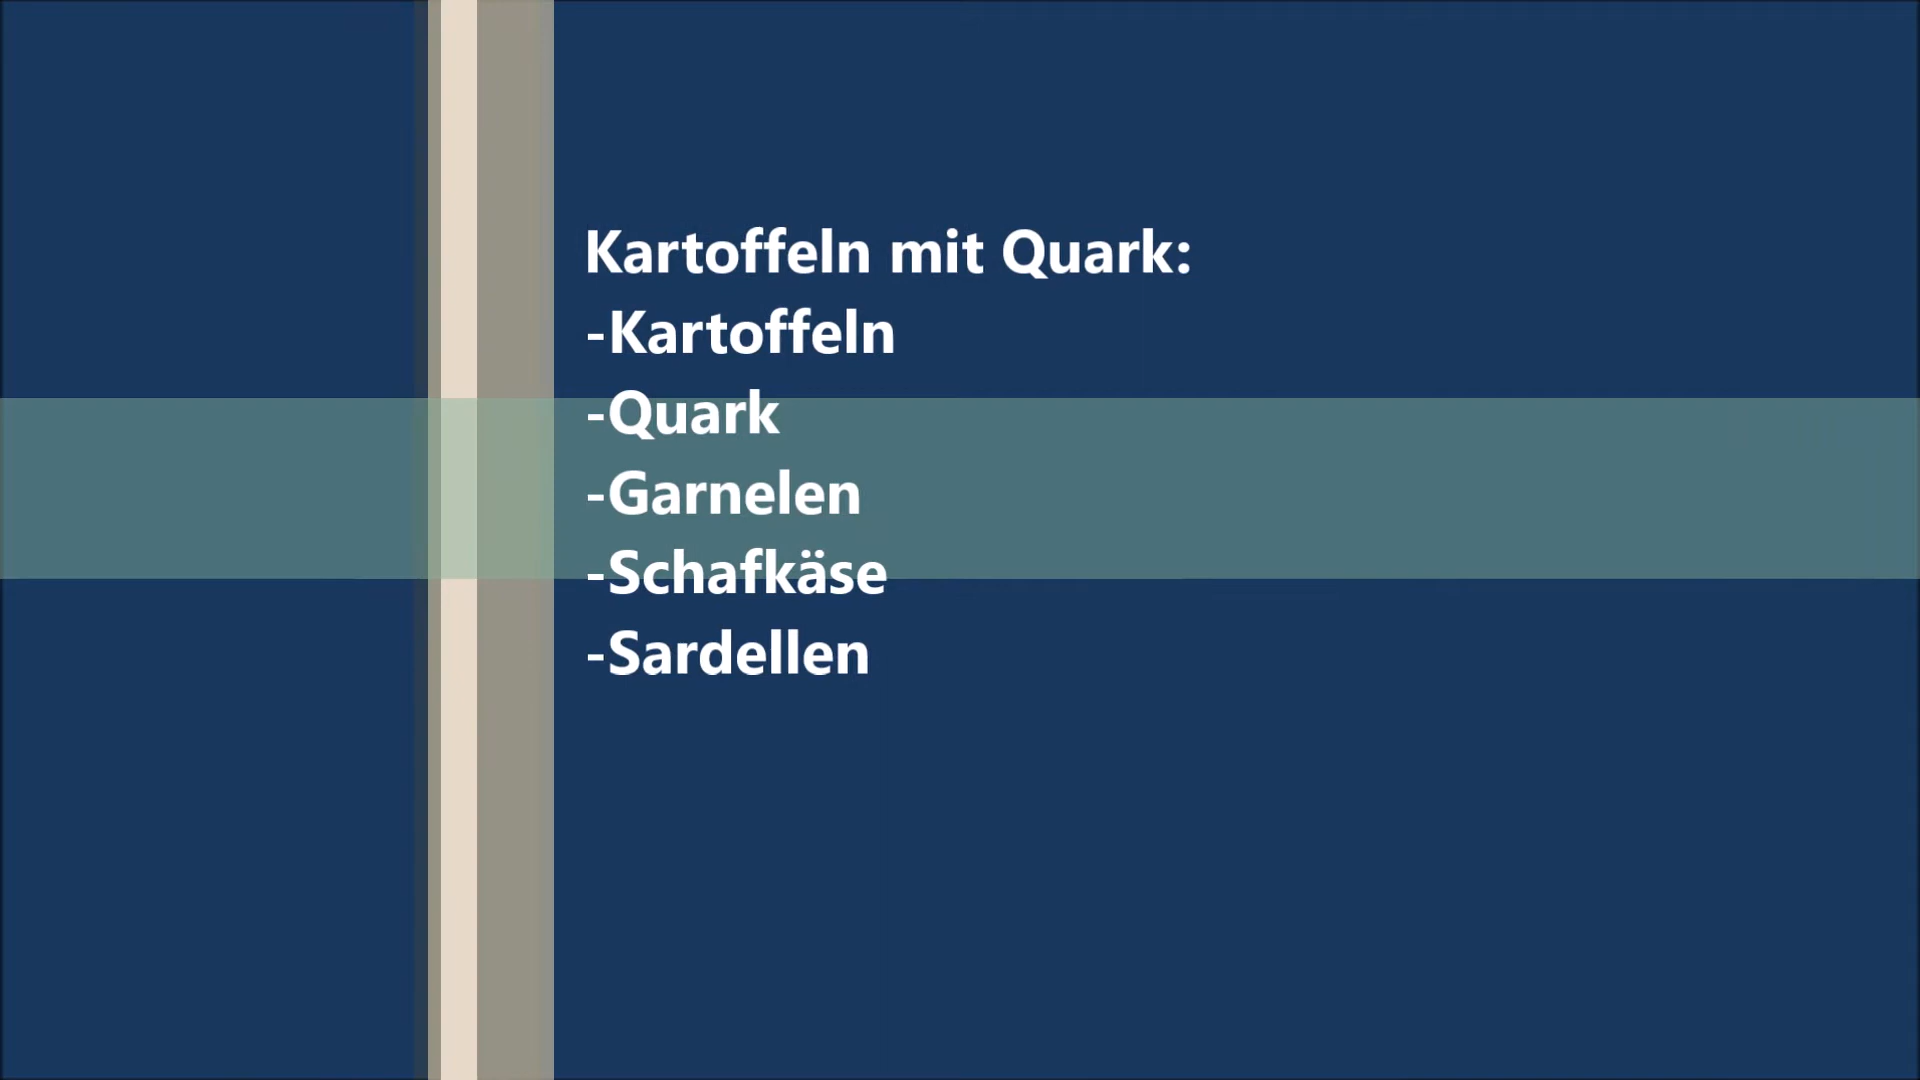 Kartoffeln mit Quark:
-Kartoffeln
-Quark
-Garnelen
-Schafkäse
-Sardellen